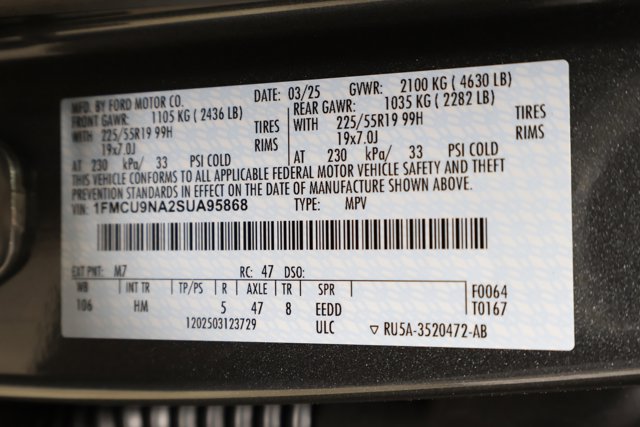 MFD. BY FORD MOTOR CO.
DATE: 03/25 GVWR: 2100 KG ( 4630 LB)
FRONT GAWR: 1105 KG ( 2436 LB) REAR GAWR: 1035 KG ( 2282 LB)
WITH 225/55R19 99H TIRES WITH 225/55R19 99H TIRES
19x7.0J RIMS 19x7.0J RIMS
AT 230 kPa/ 33 PSI COLD AT 230 kPa/ 33 PSI COLD
THIS VEHICLE CONFORMS TO ALL APPLICABLE FEDERAL MOTOR VEHICLE SAFETY AND THEFT
PREVENTION STANDARDS IN EFFECT ON THE DATE OF MANUFACTURE SHOWN ABOVE.
VIN: 1FMCU9NA2SUA95868 TYPE: MPV
EXT PNT: M7 RC: 47 DSO:
WB INT TR TP/PS R AXLE TR SPR F0064
106 HM 5 47 8 EEDD T0167
1202503123729 ULC ▽ RU5A-3520472-AB